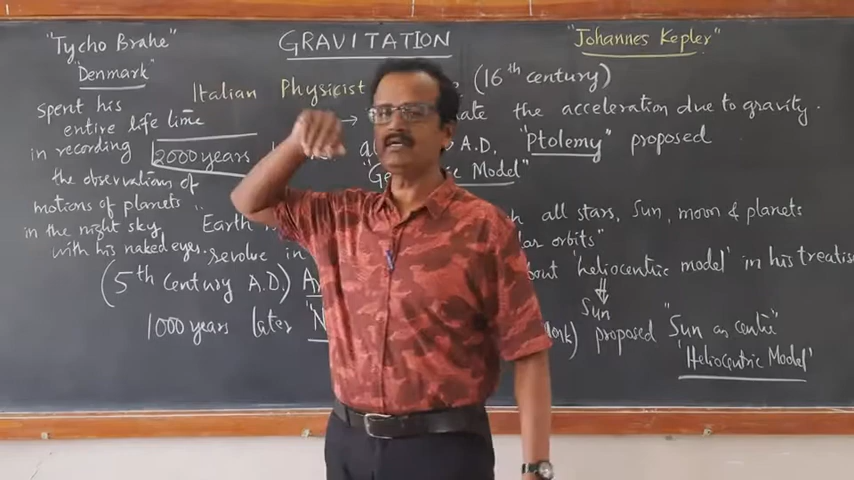 Tycho Brahe
Denmark
spent his
entire life time
in recording
the observations of
motions of planets
in the night sky
with his naked eyes.
GRAVITATION
Johannes Kepler
Italian Physicist (16th century)
→ the acceleration due to gravity.
2000 years A.D. "Ptolemy" proposed
Model"
Earth all stars, Sun, moon & planets
revolve orbits"
(5th century A.D.) 'heliocentric model' in his treatise
Sun
1000 years later proposed "Sun as centre"
"Heliocentric Model"